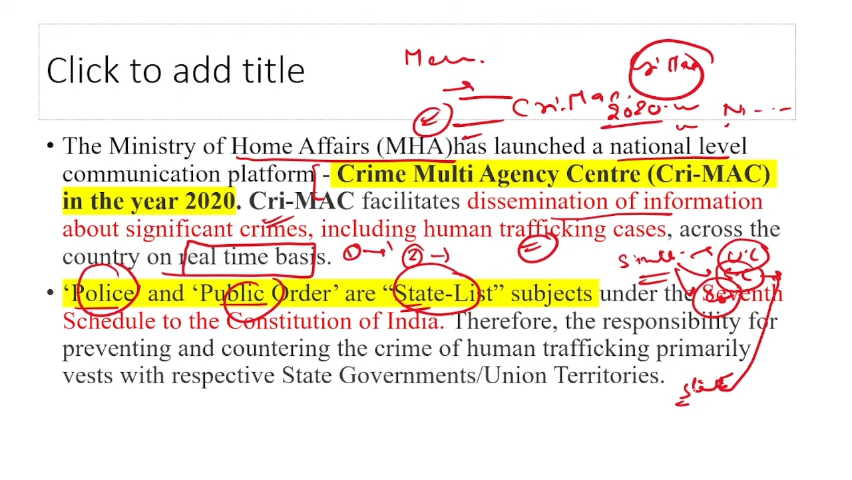 Click to add title
Cri.Mac
2020
• The Ministry of Home Affairs (MHA)has launched a national level
communication platform - Crime Multi Agency Centre (Cri-MAC)
in the year 2020. Cri-MAC facilitates dissemination of information
about significant crimes, including human trafficking cases, across the
country on real time basis.
① ②
• ‘Police’ and ‘Public Order’ are “State-List” subjects under the Seventh
Schedule to the Constitution of India. Therefore, the responsibility for
preventing and countering the crime of human trafficking primarily
vests with respective State Governments/Union Territories.
State